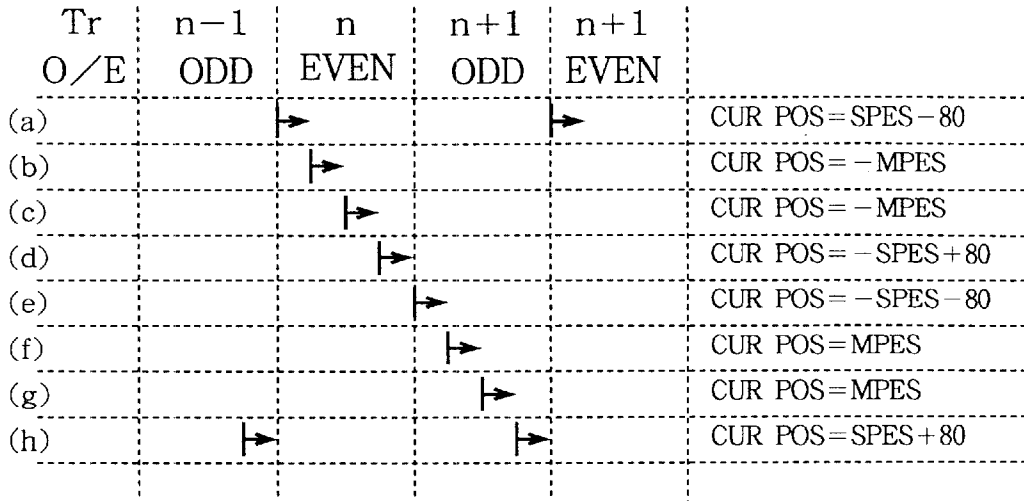 Tr n−1 n n+1 n+1
O/E ODD EVEN ODD EVEN
(a) CUR POS=SPES−80
(b) CUR POS=−MPES
(c) CUR POS=−MPES
(d) CUR POS=−SPES+80
(e) CUR POS=−SPES−80
(f) CUR POS=MPES
(g) CUR POS=MPES
(h) CUR POS=SPES+80